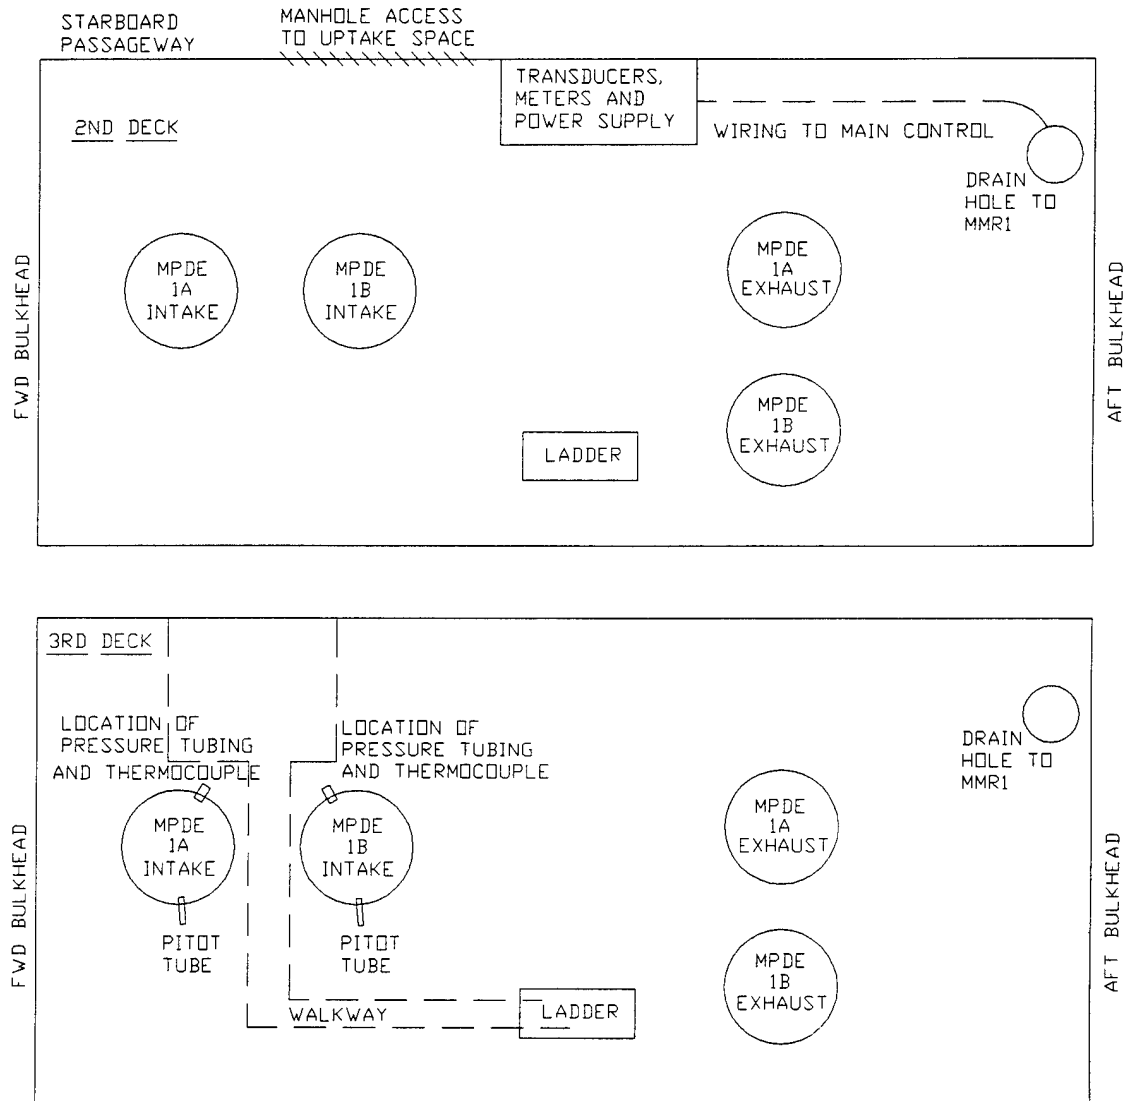 STARBOARD
PASSAGEWAY
MANHOLE ACCESS
TO UPTAKE SPACE
TRANSDUCERS,
METERS AND
POWER SUPPLY
2ND DECK
WIRING TO MAIN CONTROL
DRAIN
HOLE TO
MMR1
FWD BULKHEAD
MPDE
1A
INTAKE
MPDE
1B
INTAKE
MPDE
1A
EXHAUST
AFT BULKHEAD
MPDE
1B
EXHAUST
LADDER
3RD DECK
LOCATION OF
PRESSURE TUBING
AND THERMOCOUPLE
LOCATION OF
PRESSURE TUBING
AND THERMOCOUPLE
DRAIN
HOLE TO
MMR1
FWD BULKHEAD
MPDE
1A
INTAKE
MPDE
1B
INTAKE
MPDE
1A
EXHAUST
AFT BULKHEAD
PITOT
TUBE
PITOT
TUBE
MPDE
1B
EXHAUST
WALKWAY
LADDER